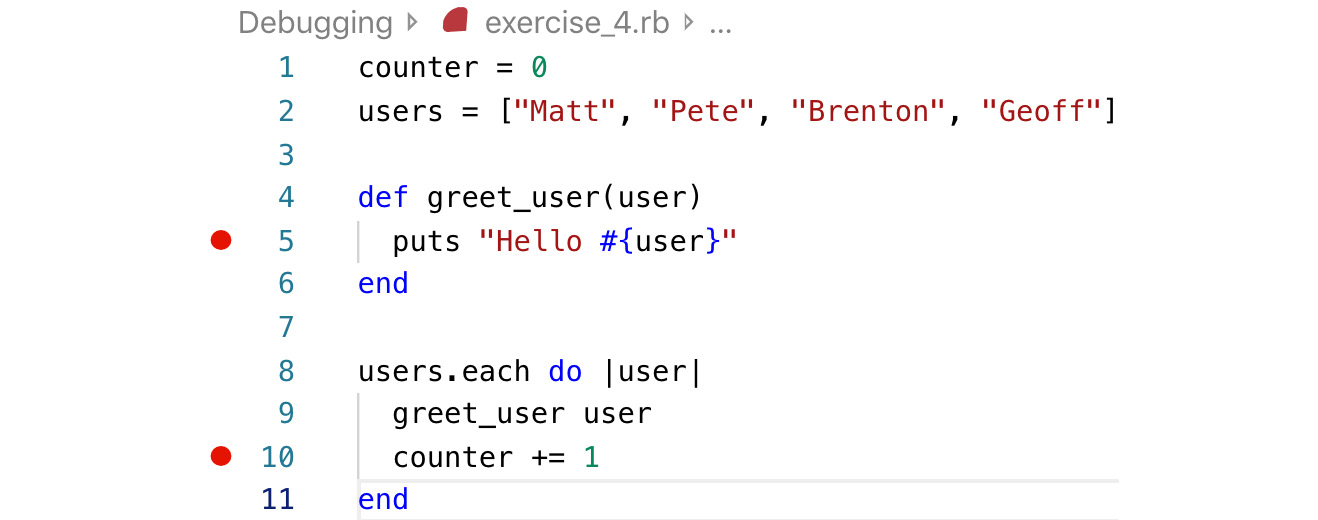 Debugging exercise_4.rb ...
1 counter = 0
2 users = ["Matt", "Pete", "Brenton", "Geoff"]
3
4 def greet_user(user)
5   puts "Hello #{user}"
6 end
7
8 users.each do |user|
9   greet_user user
10   counter += 1
11 end